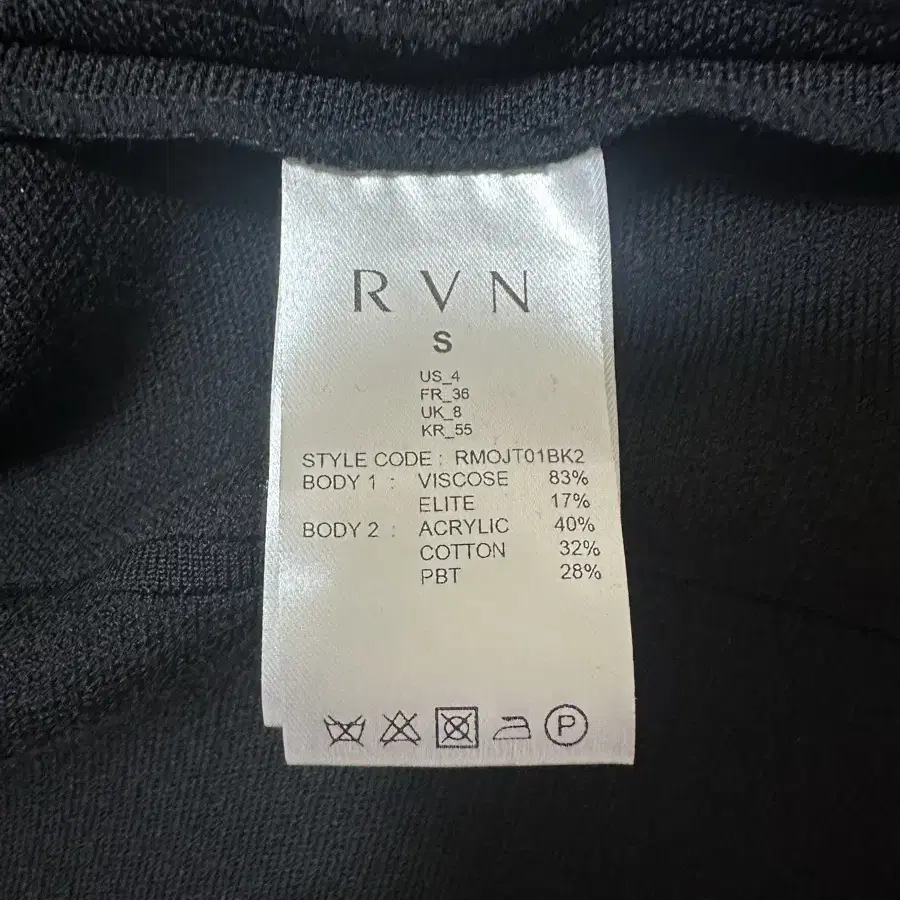 RVN
S
US_4
FR_36
UK_8
KR_55
STYLE CODE : RMOJT01BK2
BODY 1 : VISCOSE 83%
ELITE 17%
BODY 2 : ACRYLIC 40%
COTTON 32%
PBT 28%
P